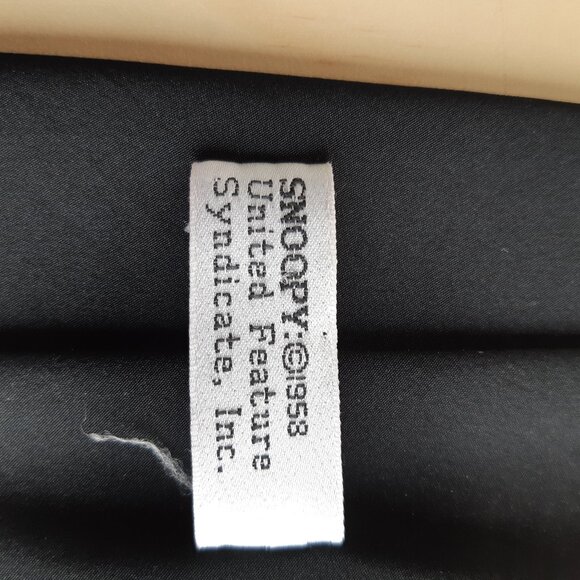 SNOOPY:©1958
United Feature
Syndicate, Inc.